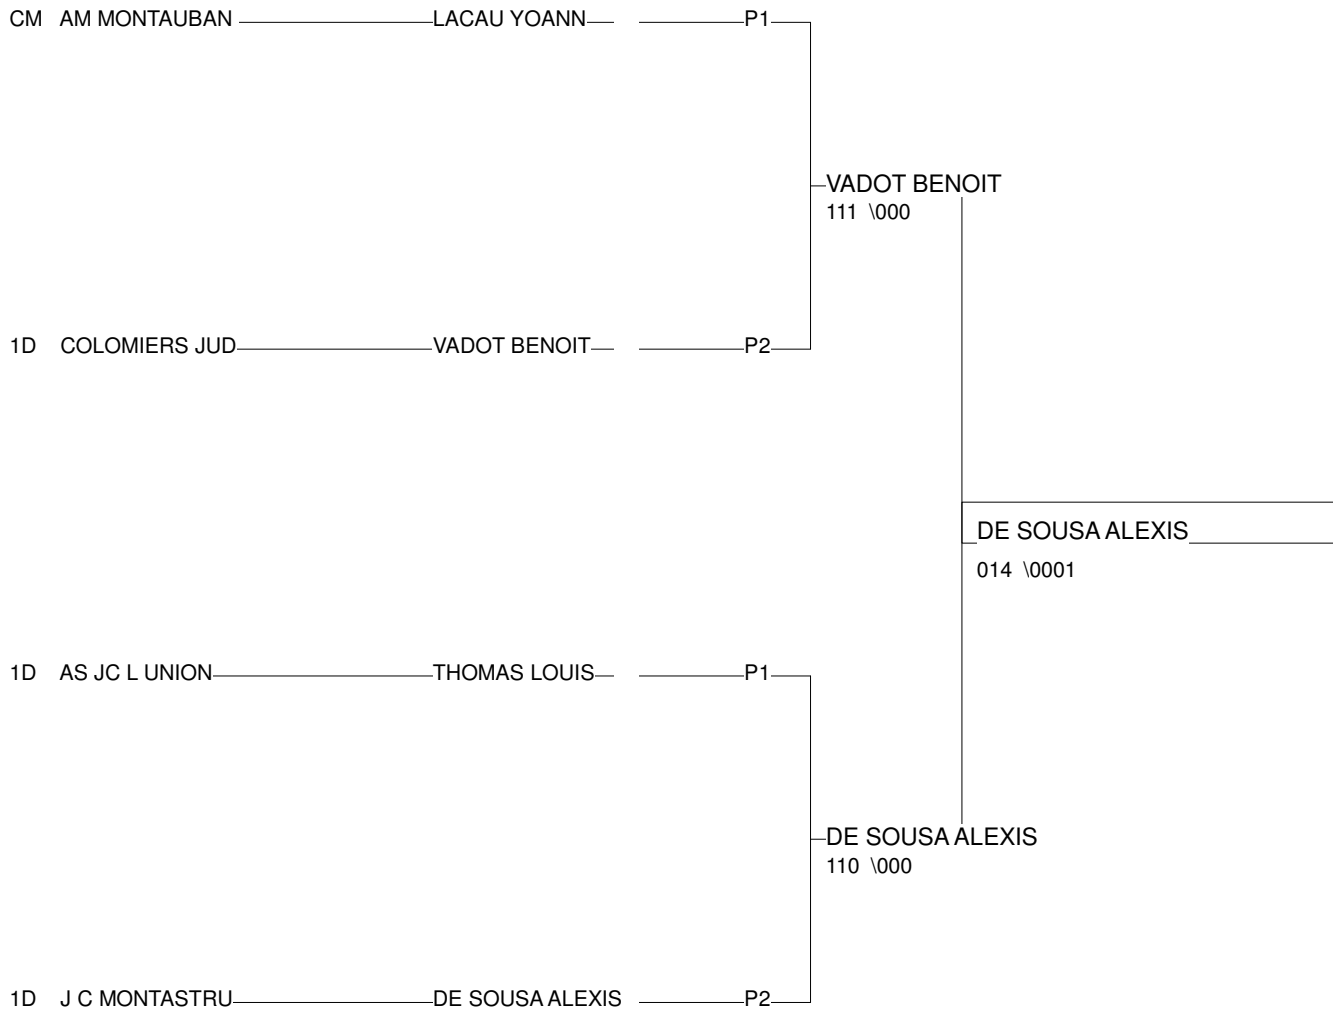 CM AM MONTAUBAN LACAU YOANN P1
VADOT BENOIT
111 \000
1D COLOMIERS JUD VADOT BENOIT P2
DE SOUSA ALEXIS
014 \0001
1D AS JC L UNION THOMAS LOUIS P1
DE SOUSA ALEXIS
110 \000
1D J C MONTASTRU DE SOUSA ALEXIS P2